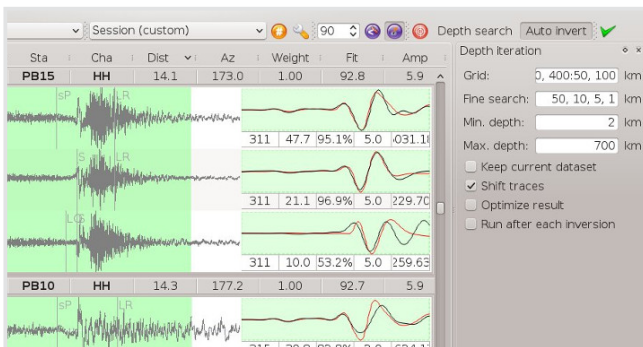 Session (custom) 90 Depth search Auto invert
Depth iteration
Sta Cha Dist Az Weight Fit Amp
PB15 HH 14.1 173.0 1.00 92.8 5.9
Grid: 0, 400:50, 100 km
Fine search: 50, 10, 5, 1 km
Min. depth: 2 km
Max. depth: 700 km
Keep current dataset
Shift traces
Optimize result
Run after each inversion
sP LR
311 47.7 95.1% 5.0
S LR
311 21.1 96.9% 5.0 229.70
311 10.0 53.2% 5.0 259.63
PB10 HH 14.3 177.2 1.00 92.7 5.9
sP LR